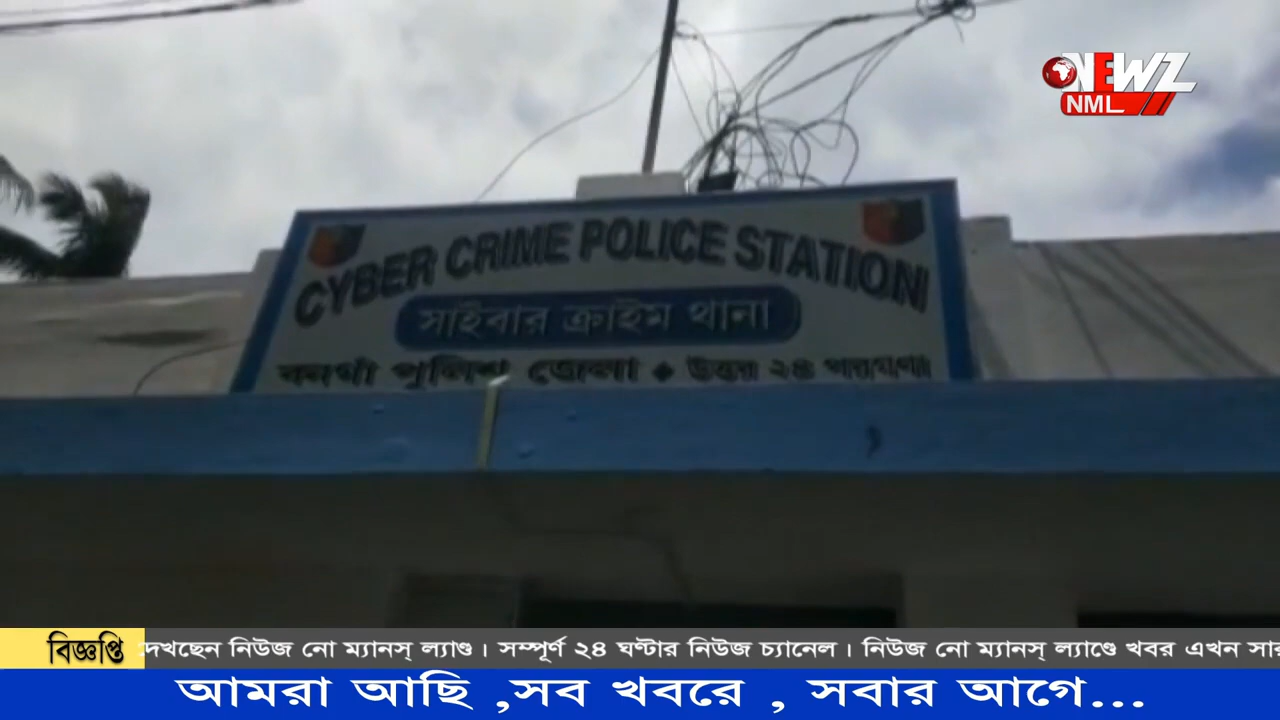 NEWZ
NML
CYBER CRIME POLICE STATION
সাইবার ক্রাইম থানা
বনগাঁ পুলিশ জেলা ◆ উত্তর ২৪ পরগণা
বিজ্ঞপ্তি
দেখছেন নিউজ নো ম্যানস্ ল্যাণ্ড। সম্পূর্ণ ২৪ ঘণ্টার নিউজ চ্যানেল। নিউজ নো ম্যানস্ ল্যাণ্ডে খবর এখন সার
আমরা আছি ,সব খবরে , সবার আগে...